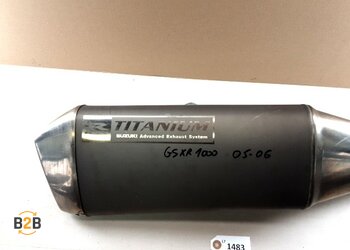 R TITANIUM
SUZUKI Advanced Exhaust System
GSXR 1000 05-06
B2B
1483